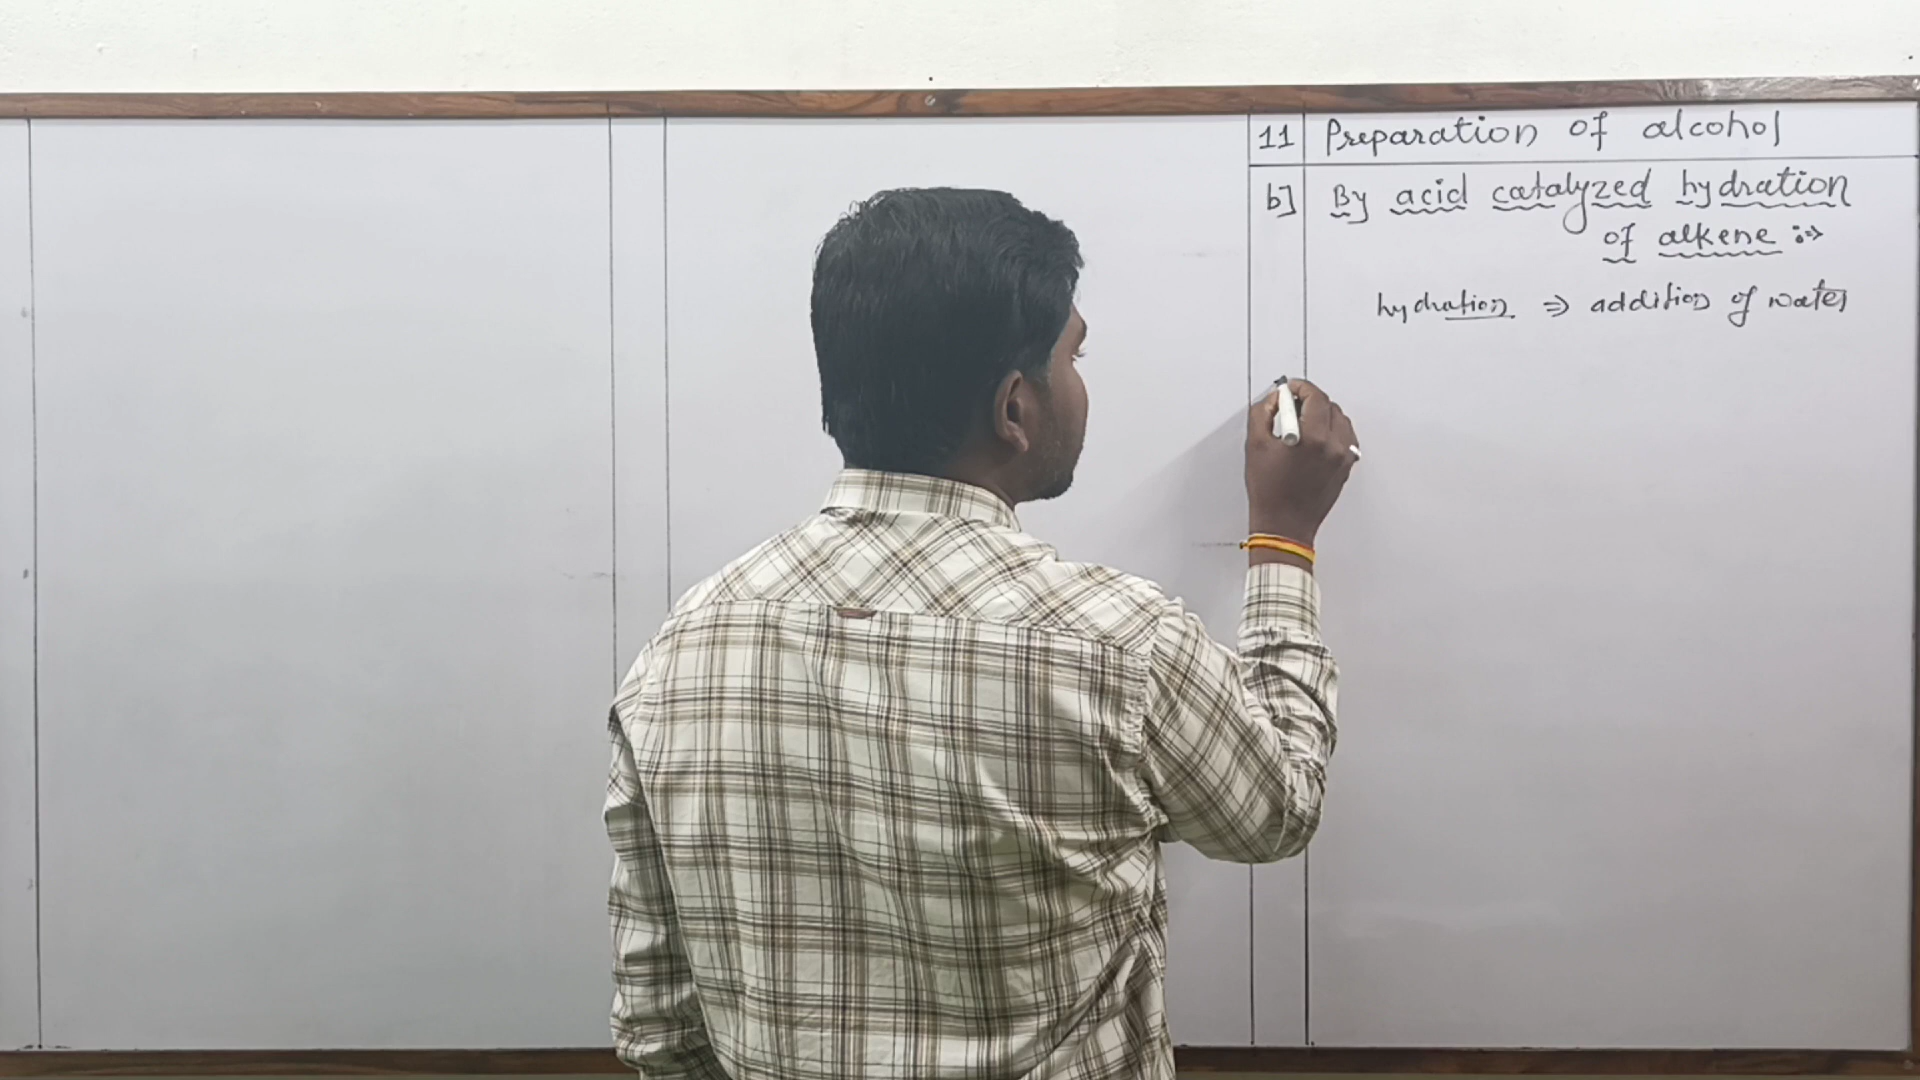 11 Preparation of alcohol
b] By acid catalyzed hydration
of alkene :⇒
hydration ⇒ addition of water